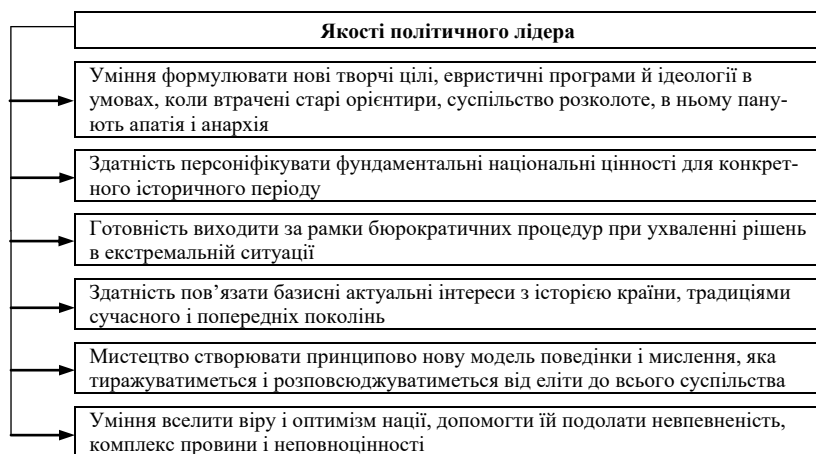 Якості політичного лідера
Уміння формулювати нові творчі цілі, евристичні програми й ідеології в
умовах, коли втрачені старі орієнтири, суспільство розколоте, в ньому пану-
ють апатія і анархія
Здатність персоніфікувати фундаментальні національні цінності для конкрет-
ного історичного періоду
Готовність виходити за рамки бюрократичних процедур при ухваленні рішень
в екстремальній ситуації
Здатність пов’язати базисні актуальні інтереси з історією країни, традиціями
сучасного і попередніх поколінь
Мистецтво створювати принципово нову модель поведінки і мислення, яка
тиражуватиметься і розповсюджуватиметься від еліти до всього суспільства
Уміння вселити віру і оптимізм нації, допомогти їй подолати невпевненість,
комплекс провини і неповноцінності